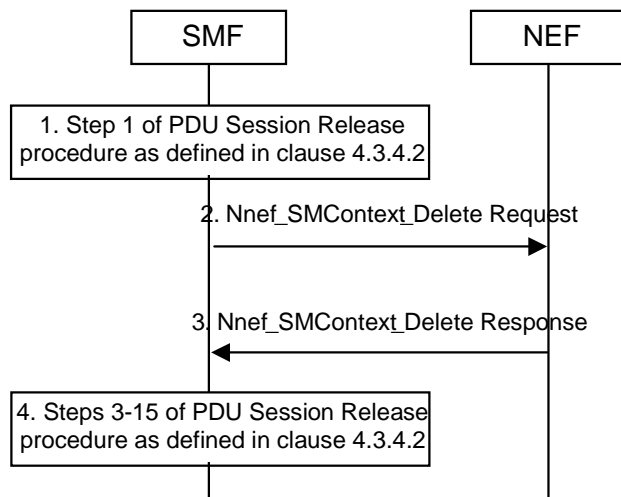 SMF
NEF
1. Step 1 of PDU Session Release
procedure as defined in clause 4.3.4.2
2. Nnef_SMContext_Delete Request
3. Nnef_SMContext_Delete Response
4. Steps 3-15 of PDU Session Release
procedure as defined in clause 4.3.4.2